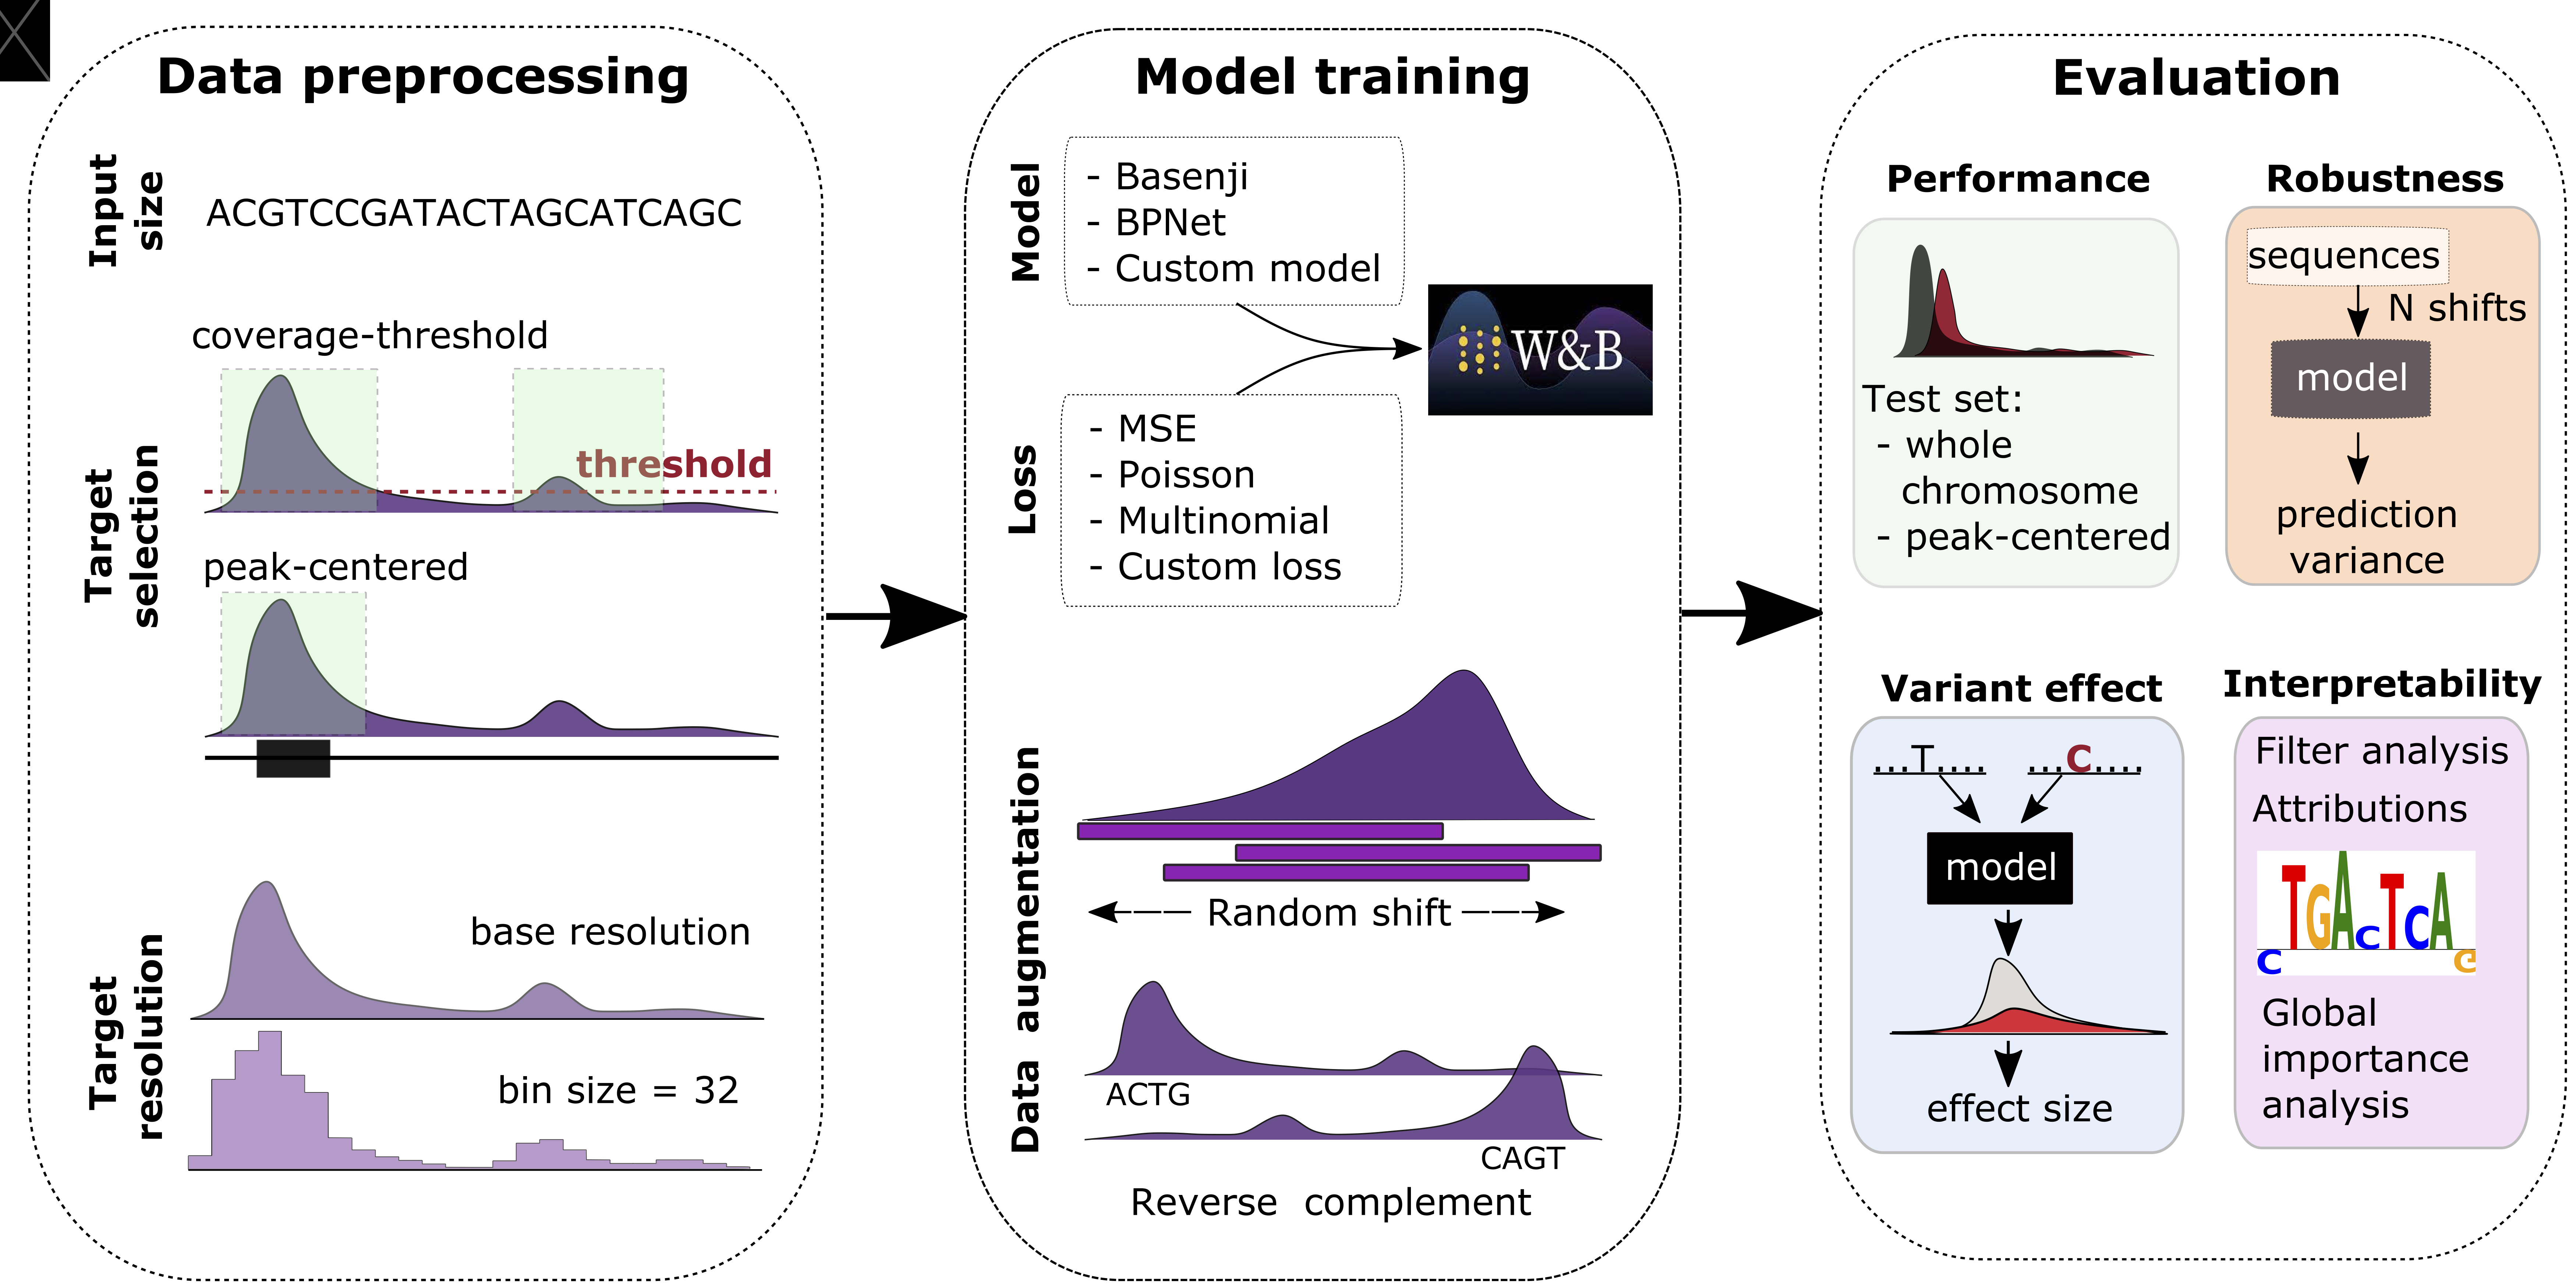 Data preprocessing
Input
size
ACGTCCGATACTAGCATCAGC
Target
selection
coverage-threshold
threshold
peak-centered
Target
resolution
base resolution
bin size = 32
Model training
Model
- Basenji
- BPNet
- Custom model
W&B
Loss
- MSE
- Poisson
- Multinomial
- Custom loss
Data augmentation
Random shift
ACTG
CAGT
Reverse complement
Evaluation
Performance
Test set:
- whole
chromosome
- peak-centered
Robustness
sequences
N shifts
model
prediction
variance
Variant effect
...T....
...C....
model
effect size
Interpretability
Filter analysis
Attributions
CTGACTCAG
Global
importance
analysis